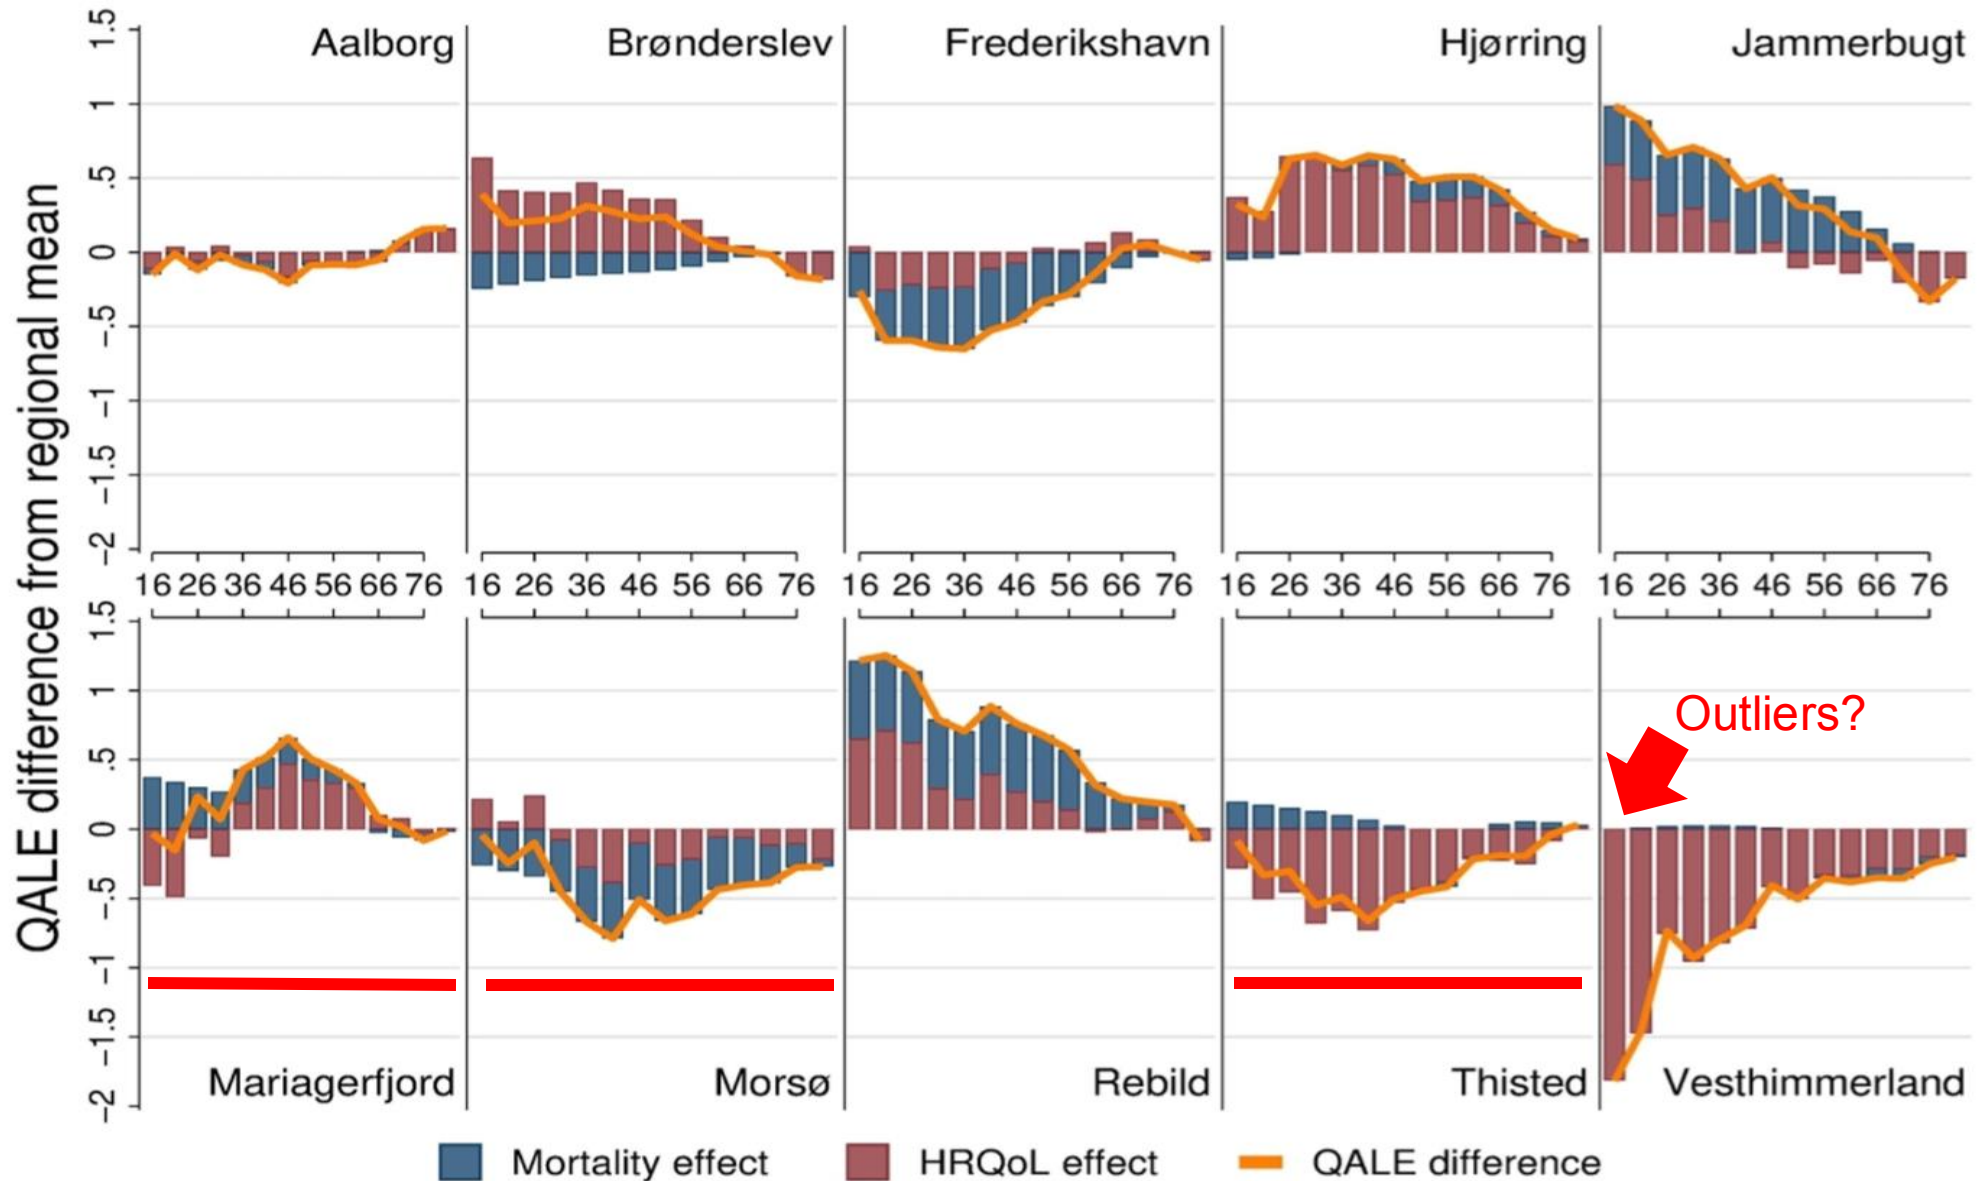 QALE difference from regional mean
Aalborg
Brønderslev
Frederikshavn
Hjørring
Jammerbugt
1.5
1
.5
0
−.5
−1
−1.5
−2
16 26 36 46 56 66 76
16 26 36 46 56 66 76
16 26 36 46 56 66 76
16 26 36 46 56 66 76
16 26 36 46 56 66 76
1.5
1
.5
0
−.5
−1
−1.5
−2
Outliers?
Mariagerfjord
Morsø
Rebild
Thisted
Vesthimmerland
Mortality effect
HRQoL effect
QALE difference